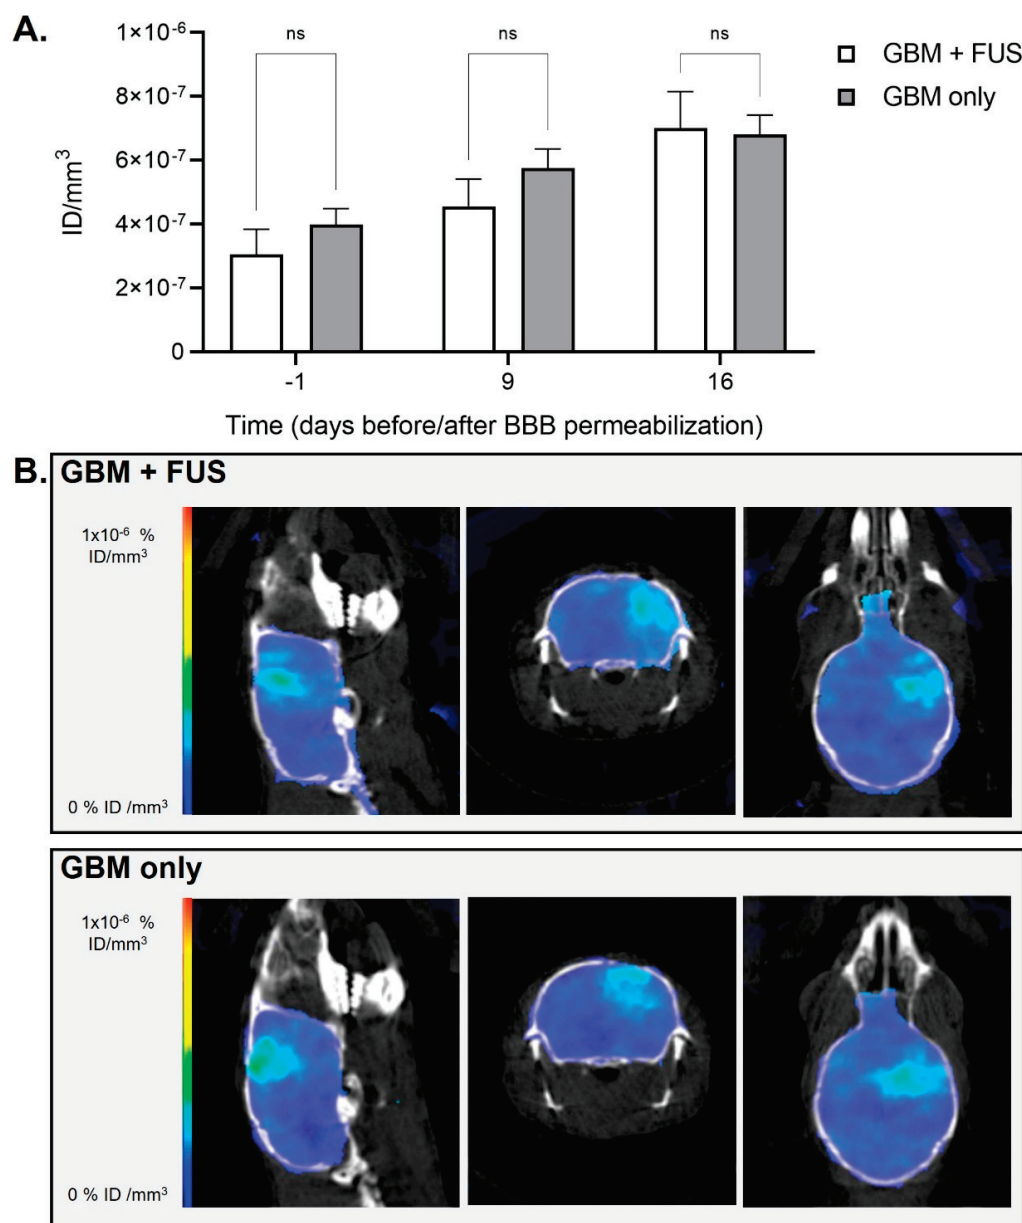 A.
1×10⁻⁶
8×10⁻⁷
6×10⁻⁷
4×10⁻⁷
2×10⁻⁷
0
ID/mm³
ns
ns
ns
GBM + FUS
GBM only
-1
9
16
Time (days before/after BBB permeabilization)
B.
GBM + FUS
1x10⁻⁶ %
ID/mm³
0 % ID /mm³
GBM only
1x10⁻⁶ %
ID/mm³
0 % ID /mm³